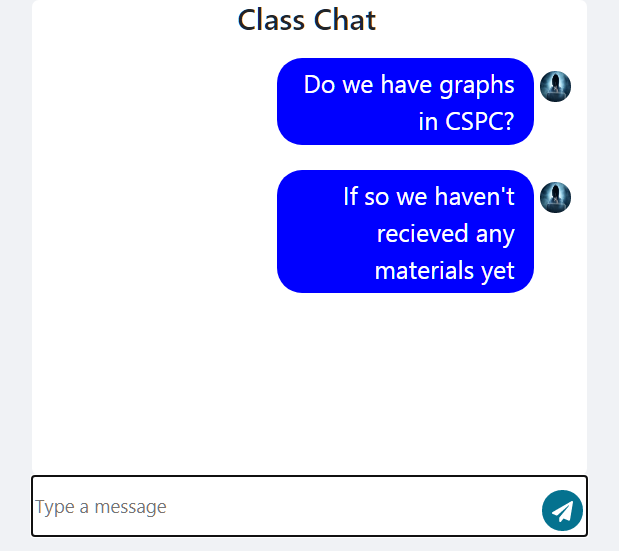 Class Chat
Do we have graphs
in CSPC?
If so we haven't
recieved any
materials yet
Type a message